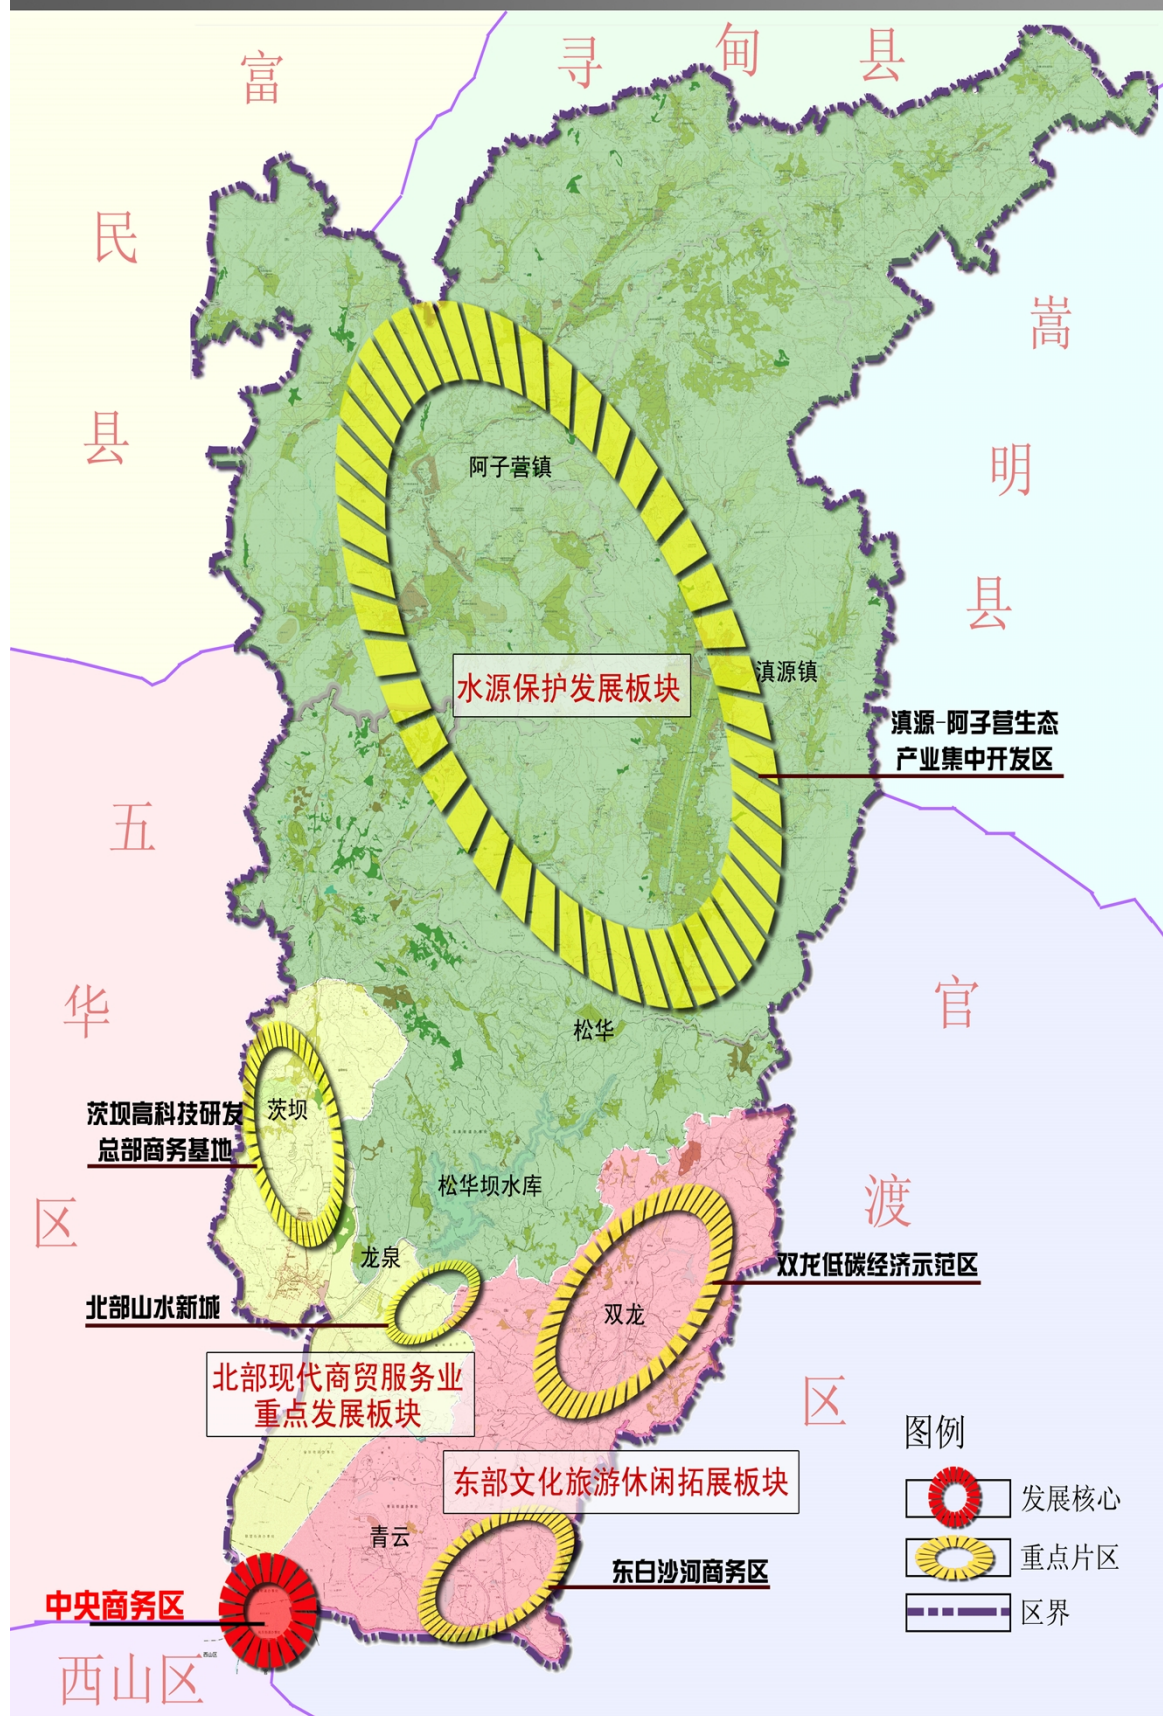 寻甸县
富民县
嵩明县
阿子营镇
水源保护发展板块
滇源镇
滇源-阿子营生态
产业集中开发区
五华区
官渡区
松华
茨坝
茨坝高科技研发
总部商务基地
松华坝水库
龙泉
双龙低碳经济示范区
北部山水新城
双龙
北部现代商贸服务业
重点发展板块
东部文化旅游休闲拓展板块
青云
东白沙河商务区
中央商务区
西山区
西山区
图例
发展核心
重点片区
区界